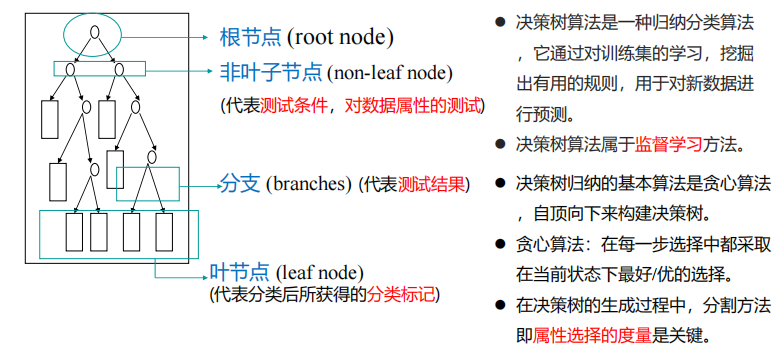 根节点 (root node)
非叶子节点 (non-leaf node)
(代表测试条件，对数据属性的测试)
分支 (branches) (代表测试结果)
叶节点 (leaf node)
(代表分类后所获得的分类标记)
● 决策树算法是一种归纳分类算法
，它通过对训练集的学习，挖掘
出有用的规则，用于对新数据进
行预测。
● 决策树算法属于监督学习方法。
● 决策树归纳的基本算法是贪心算法
，自顶向下来构建决策树。
● 贪心算法：在每一步选择中都采取
在当前状态下最好/优的选择。
● 在决策树的生成过程中，分割方法
即属性选择的度量是关键。